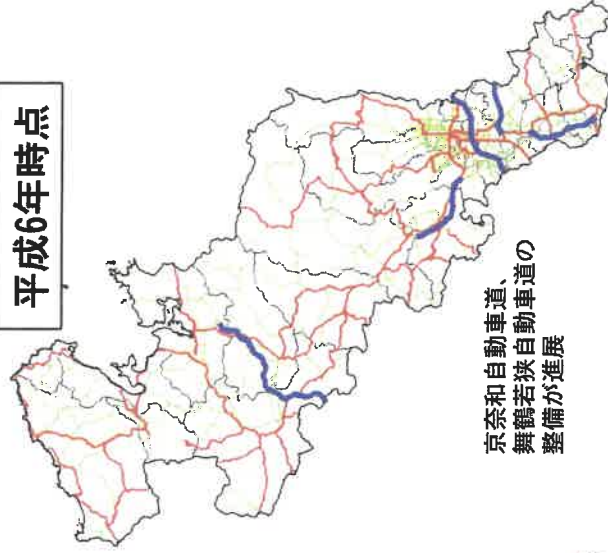 平成6年時点
京奈和自動車道、
舞鶴若狭自動車道の
整備が進展